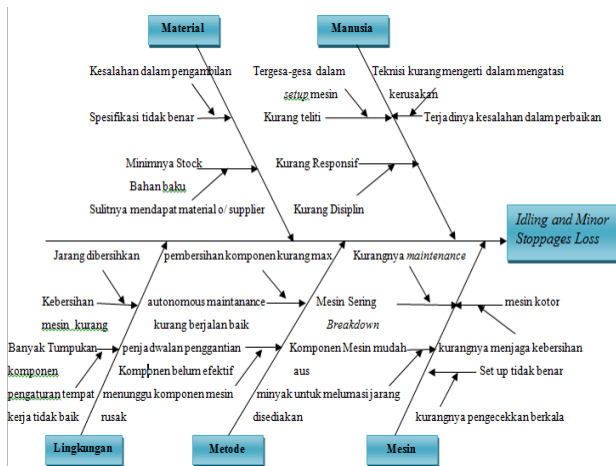 Material
Manusia
Kesalahan dalam pengambilan
Spesifikasi tidak benar
Minimnya Stock
Bahan baku
Sulitnya mendapat material o/ supplier
Tergesa-gesa dalam
setup mesin
Kurang teliti
Teknisi kurang mengerti dalam mengatasi
kerusakan
Terjadinya kesalahan dalam perbaikan
Kurang Responsif
Kurang Disiplin
Idling and Minor
Stoppages Loss
Jarang dibersihkan
Kebersihan
mesin kurang
Banyak Tumpukan
komponen
pengaturan tempat
kerja tidak baik
pembersihan komponen kurang max
autonomous maintanance
kurang berjalan baik
penjadwalan penggantian
Komponen belum efektif
menunggu komponen mesin
rusak
Kurangnya maintenance
Mesin Sering
Breakdown
mesin kotor
kurangnya menjaga kebersihan
Komponen Mesin mudah
aus
minyak untuk melumasi jarang
disediakan
Set up tidak benar
kurangnya pengecekkan berkala
Lingkungan
Metode
Mesin